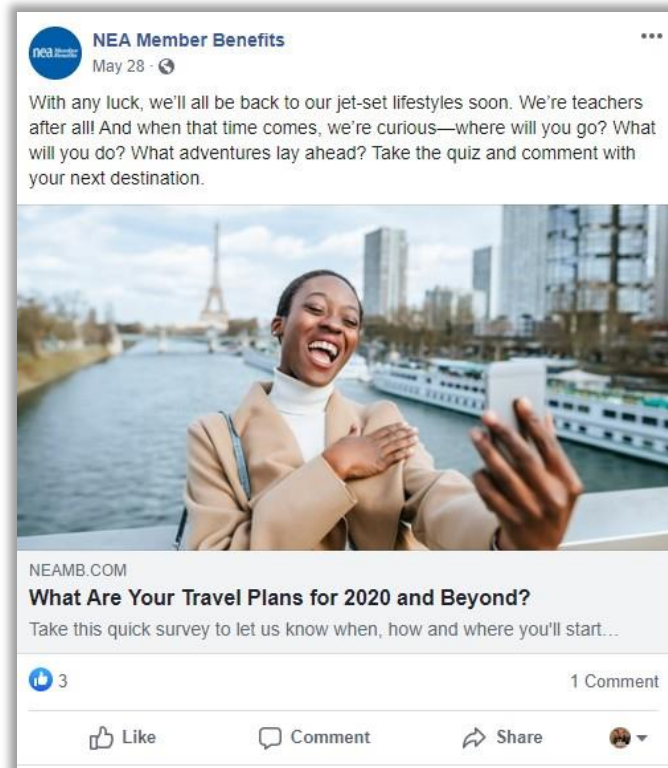 nea Member Benefits
NEA Member Benefits
•••
May 28 ·
With any luck, we’ll all be back to our jet-set lifestyles soon. We’re teachers
after all! And when that time comes, we’re curious—where will you go? What
will you do? What adventures lay ahead? Take the quiz and comment with
your next destination.
NEAMB.COM
What Are Your Travel Plans for 2020 and Beyond?
Take this quick survey to let us know when, how and where you'll start...
3
1 Comment
Like
Comment
Share